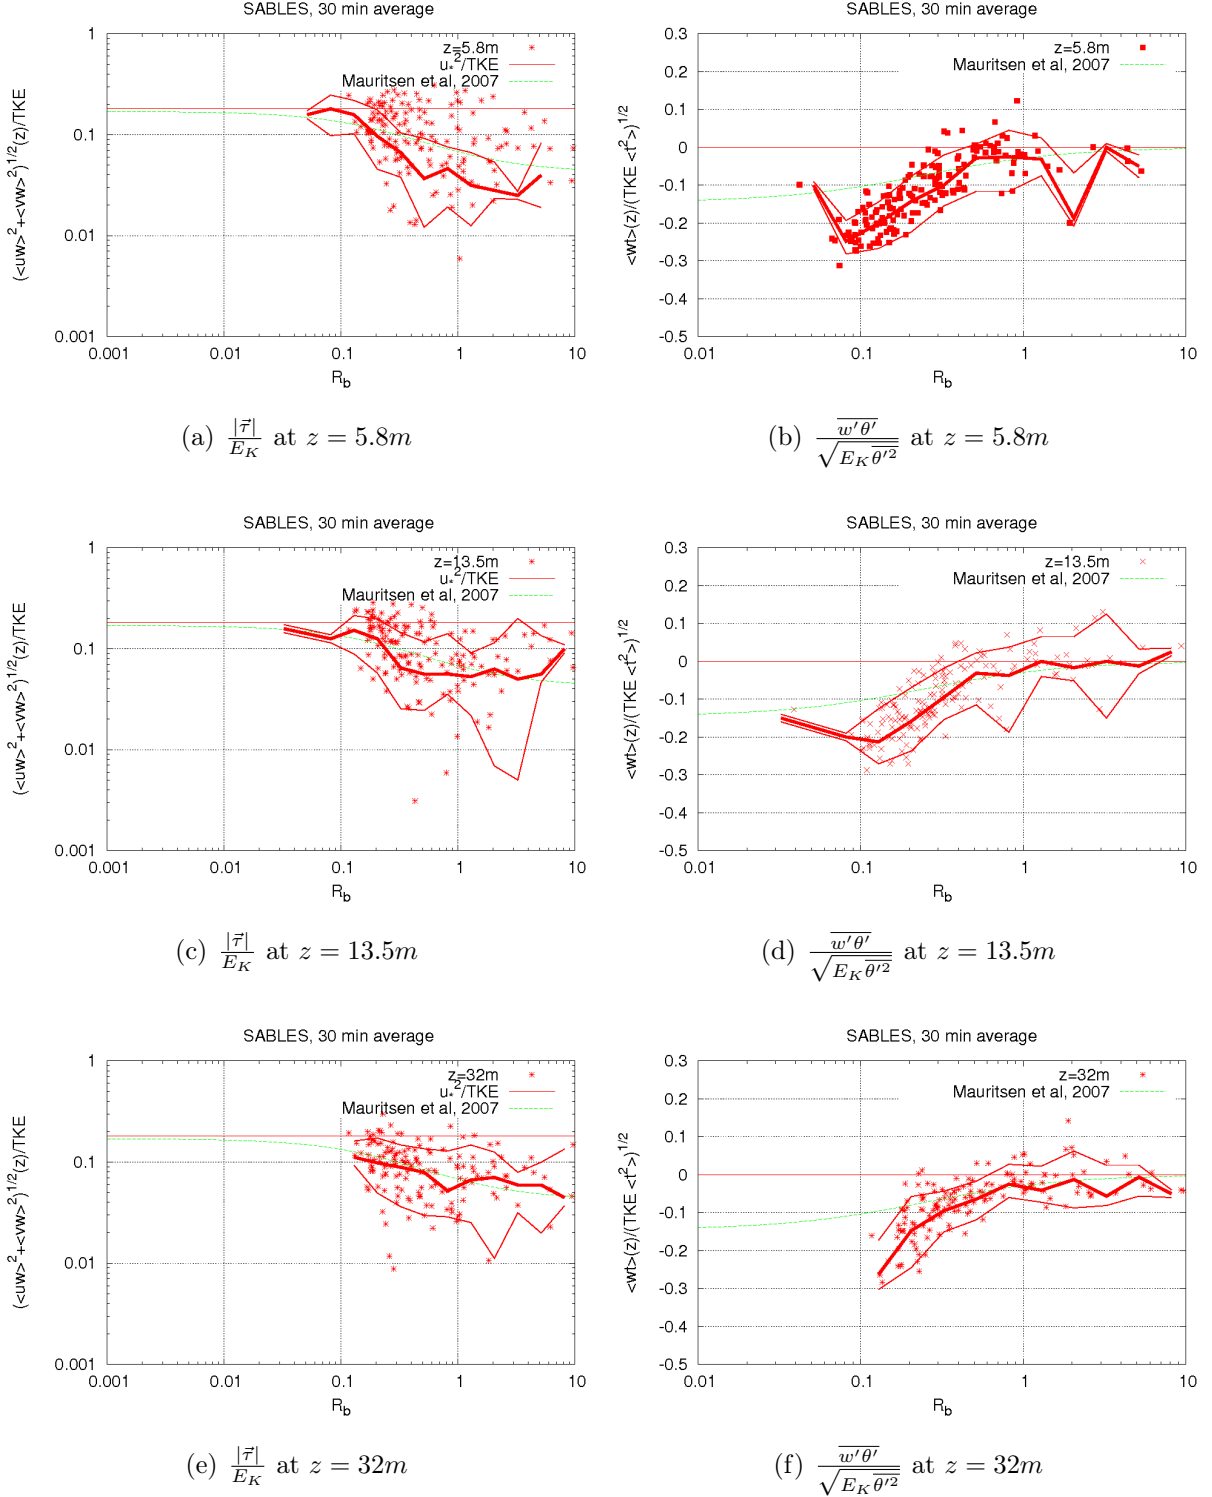 SABLES, 30 min average
z=5.8m
u*²/TKE
Mauritsen et al, 2007
(<uw>²+<vw>²)^1/2(z)/TKE
1
0.1
0.01
0.001
0.001 0.01 0.1 1 10
R_b
(a) |τ⃗|/E_K at z = 5.8m
SABLES, 30 min average
z=5.8m
Mauritsen et al, 2007
<wt>(z)/(TKE <t²>)^1/2
0.3
0.2
0.1
0
-0.1
-0.2
-0.3
-0.4
-0.5
0.01 0.1 1 10
R_b
(b) w'θ'/√(E_K θ'²) at z = 5.8m
SABLES, 30 min average
z=13.5m
u*²/TKE
Mauritsen et al, 2007
(<uw>²+<vw>²)^1/2(z)/TKE
1
0.1
0.01
0.001
0.001 0.01 0.1 1 10
R_b
(c) |τ⃗|/E_K at z = 13.5m
SABLES, 30 min average
z=13.5m
Mauritsen et al, 2007
<wt>(z)/(TKE <t²>)^1/2
0.3
0.2
0.1
0
-0.1
-0.2
-0.3
-0.4
-0.5
0.01 0.1 1 10
R_b
(d) w'θ'/√(E_K θ'²) at z = 13.5m
SABLES, 30 min average
z=32m
u*²/TKE
Mauritsen et al, 2007
(<uw>²+<vw>²)^1/2(z)/TKE
1
0.1
0.01
0.001
0.001 0.01 0.1 1 10
R_b
(e) |τ⃗|/E_K at z = 32m
SABLES, 30 min average
z=32m
Mauritsen et al, 2007
<wt>(z)/(TKE <t²>)^1/2
0.3
0.2
0.1
0
-0.1
-0.2
-0.3
-0.4
-0.5
0.01 0.1 1 10
R_b
(f) w'θ'/√(E_K θ'²) at z = 32m